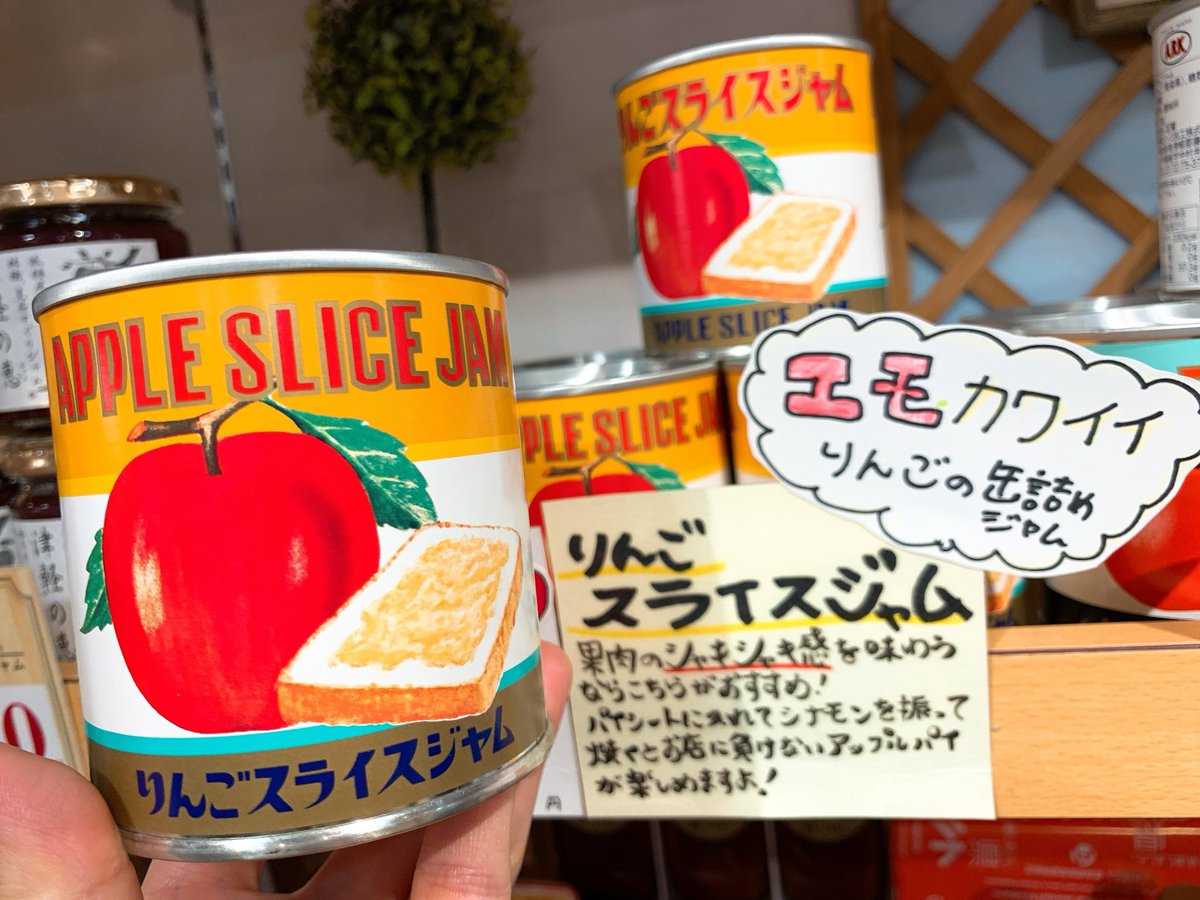 APPLE SLICE JAM
りんごスライスジャム
りんごスライスジャム
APPLE SLICE
PLE SLICE JA
エモカワイイ
りんごの缶詰め
ジャム
りんご
スライスジャム
果肉のシャキシャキ感を味わう
ならこちらがおすすめ!
パイシートに入れてシナモンを振って
焼くとお店に負けないアップルパイ
が楽しめますよ!
ARK
津軽の
円